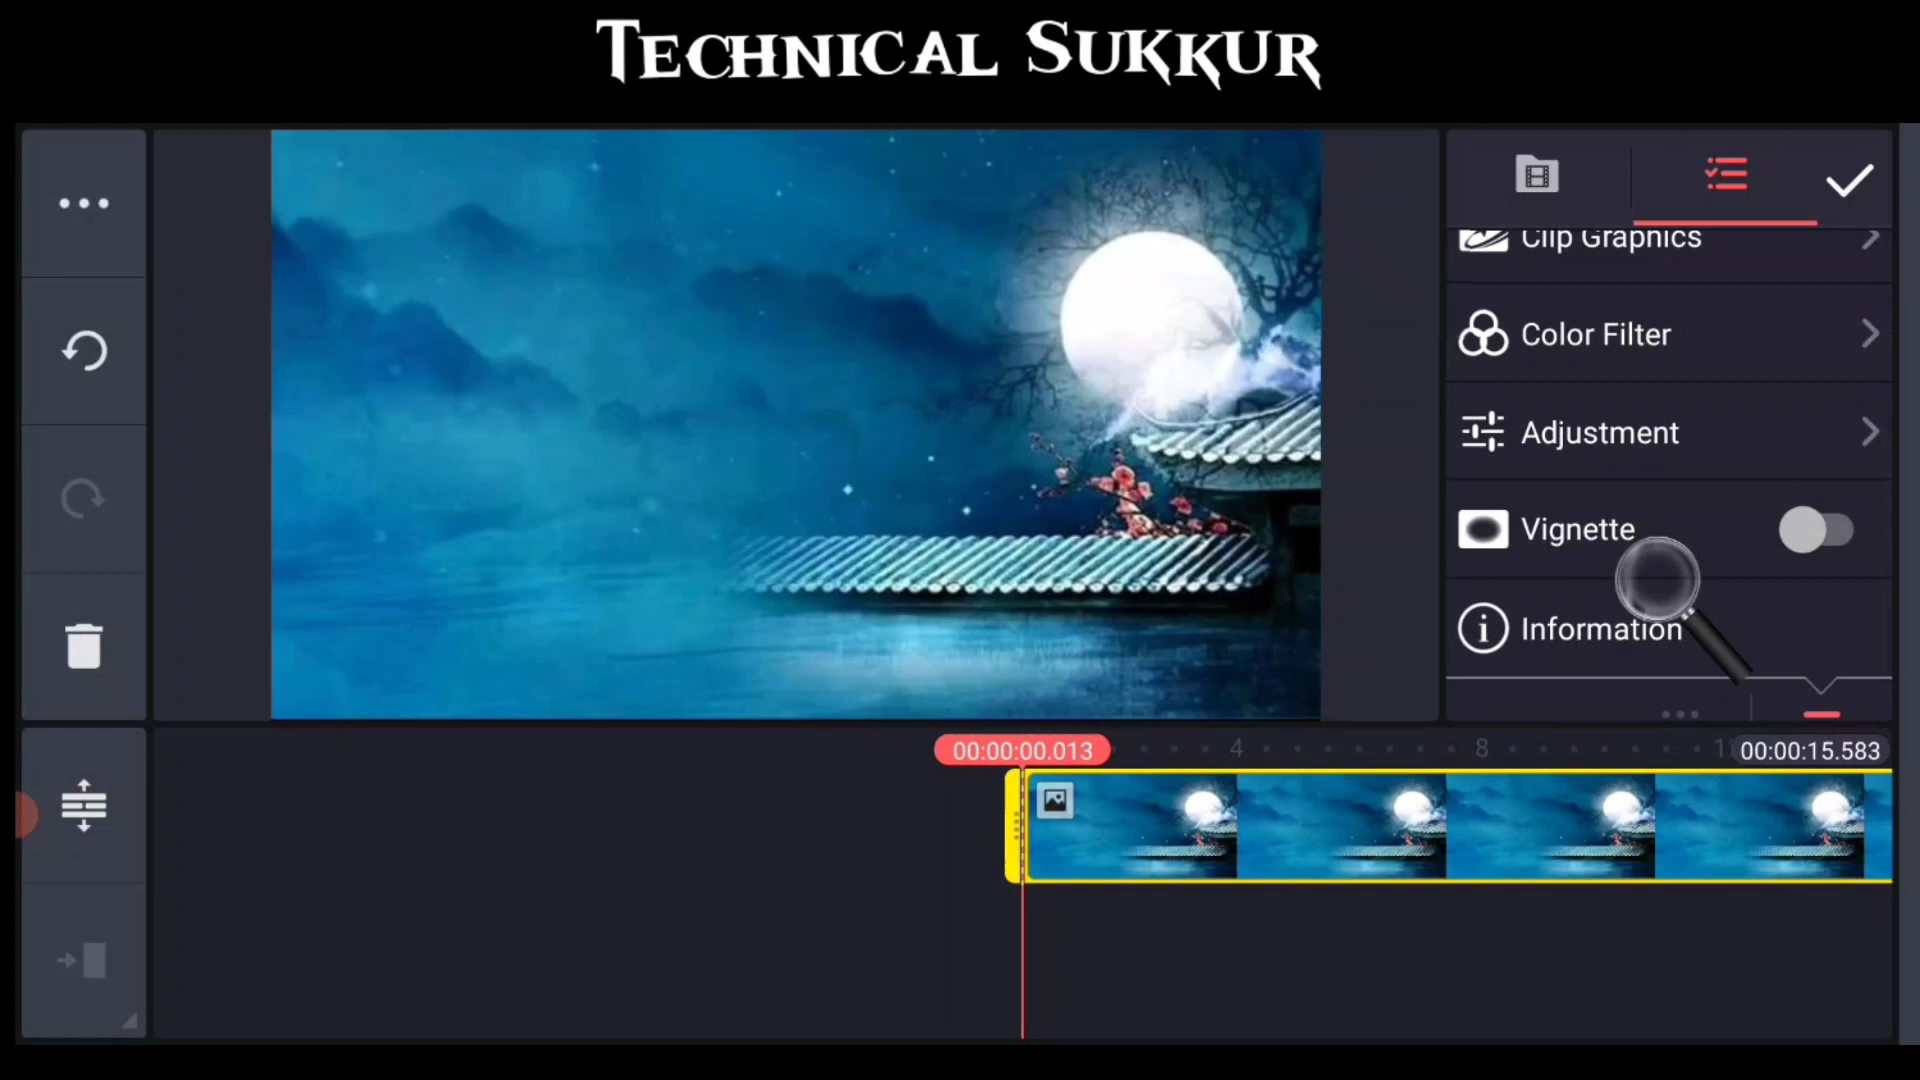 TECHNICAL SUKKUR
Clip Graphics
Color Filter
Adjustment
Vignette
Information
00:00:00.013
4
8
00:00:15.583